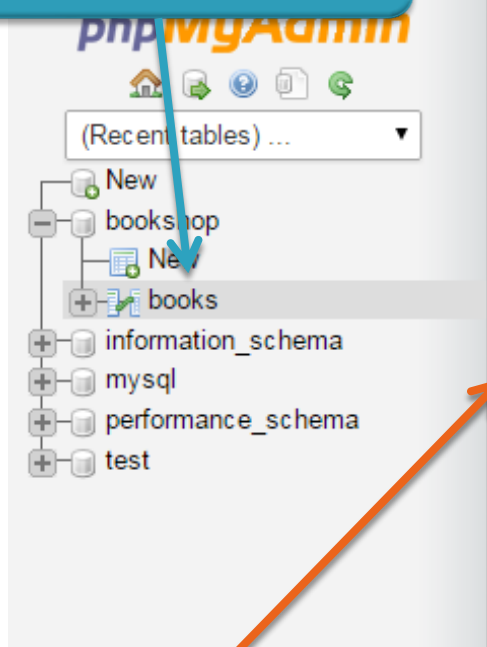 phpMyAdmin
(Recent tables) ...
New
bookshop
New
books
information_schema
mysql
performance_schema
test